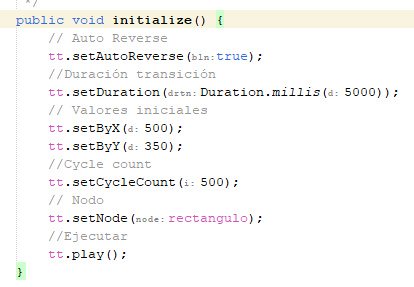 */
public void initialize() {
// Auto Reverse
tt.setAutoReverse(bln:true);
//Duración transición
tt.setDuration(drtn:Duration.millis(d: 5000));
// Valores iniciales
tt.setByX(d: 500);
tt.setByY(d: 350);
//Cycle count
tt.setCycleCount(i: 500);
// Nodo
tt.setNode(node:rectangulo);
//Ejecutar
tt.play();
}